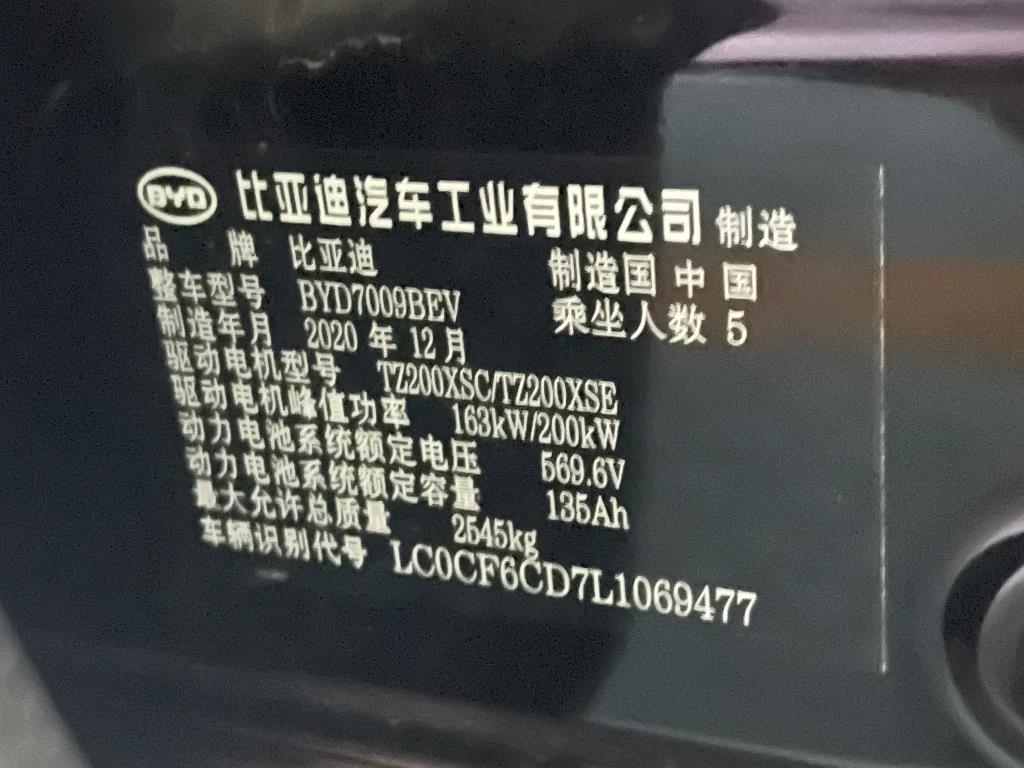 BYD 比亚迪汽车工业有限公司 制造
品 牌 比亚迪 制造国 中 国
整车型号 BYD7009BEV 乘坐人数 5
制造年月 2020 年 12 月
驱动电机型号 TZ200XSC/TZ200XSE
驱动电机峰值功率 163kW/200kW
动力电池系统额定电压 569.6V
动力电池系统额定容量 135Ah
最大允许总质量 2545kg
车辆识别代号 LC0CF6CD7L1069477